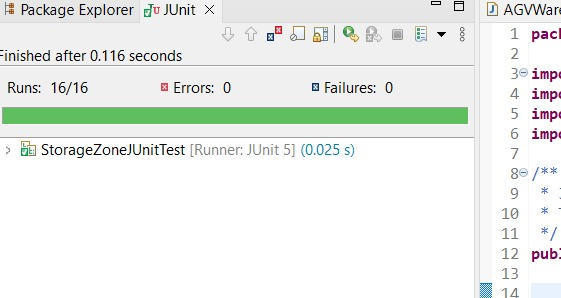 Package Explorer JUnit
Finished after 0.116 seconds
Runs: 16/16 Errors: 0 Failures: 0
StorageZoneJUnitTest [Runner: JUnit 5] (0.025 s)
AGVWare
1 pack
2
3 impo
4 impo
5 impo
6 impo
7
8 /**
9 *
10 *
11 */
12 publ
13
14